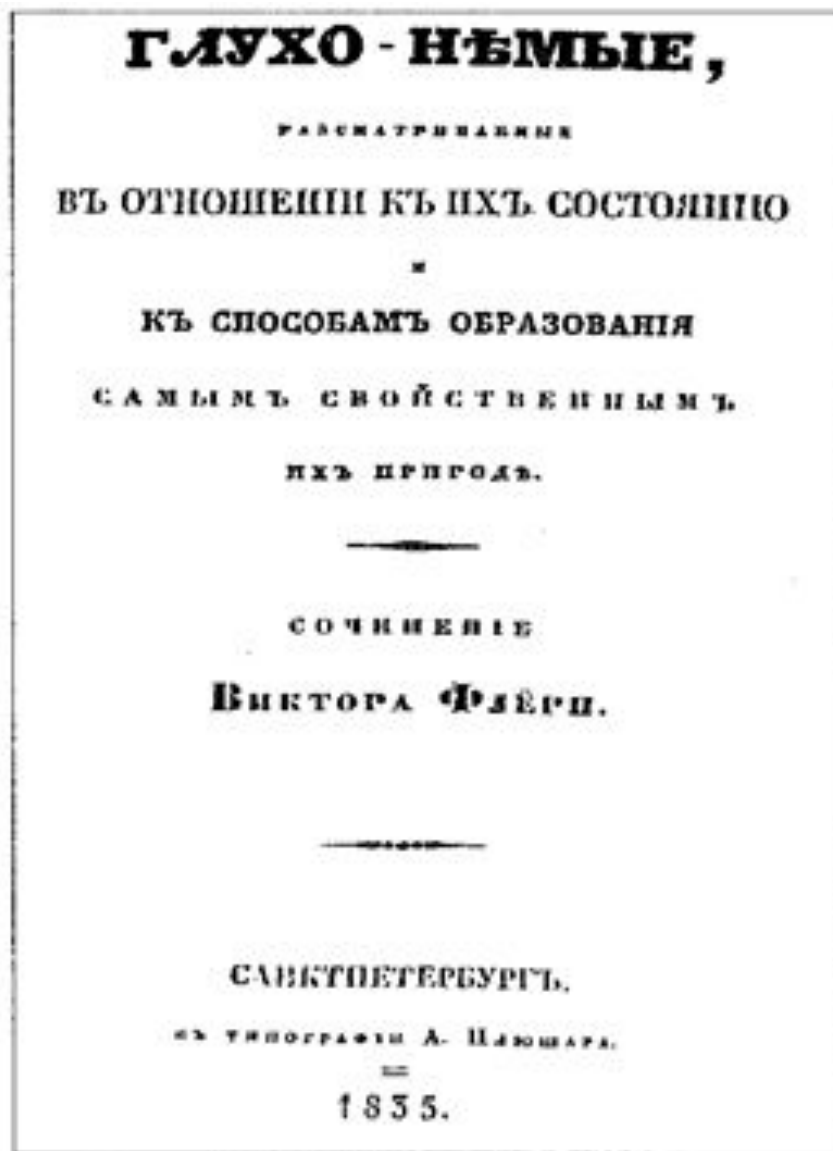 ГЛУХО-НѢМЫЕ,
РАЗСМАТРИВАЕМЫЕ
ВЪ ОТНОШЕНІИ КЪ ИХЪ СОСТОЯНІЮ
И
КЪ СПОСОБАМЪ ОБРАЗОВАНІЯ
САМЫМЪ СВОЙСТВЕННЫМЪ
ИХЪ ПРИРОДѢ.
СОЧИНЕНІЕ
ВИКТОРА ФЛЁРИ.
САНКТПЕТЕРБУРГЪ.
ВЪ ТИПОГРАФІИ А. ПЛЮШАРА.
1835.